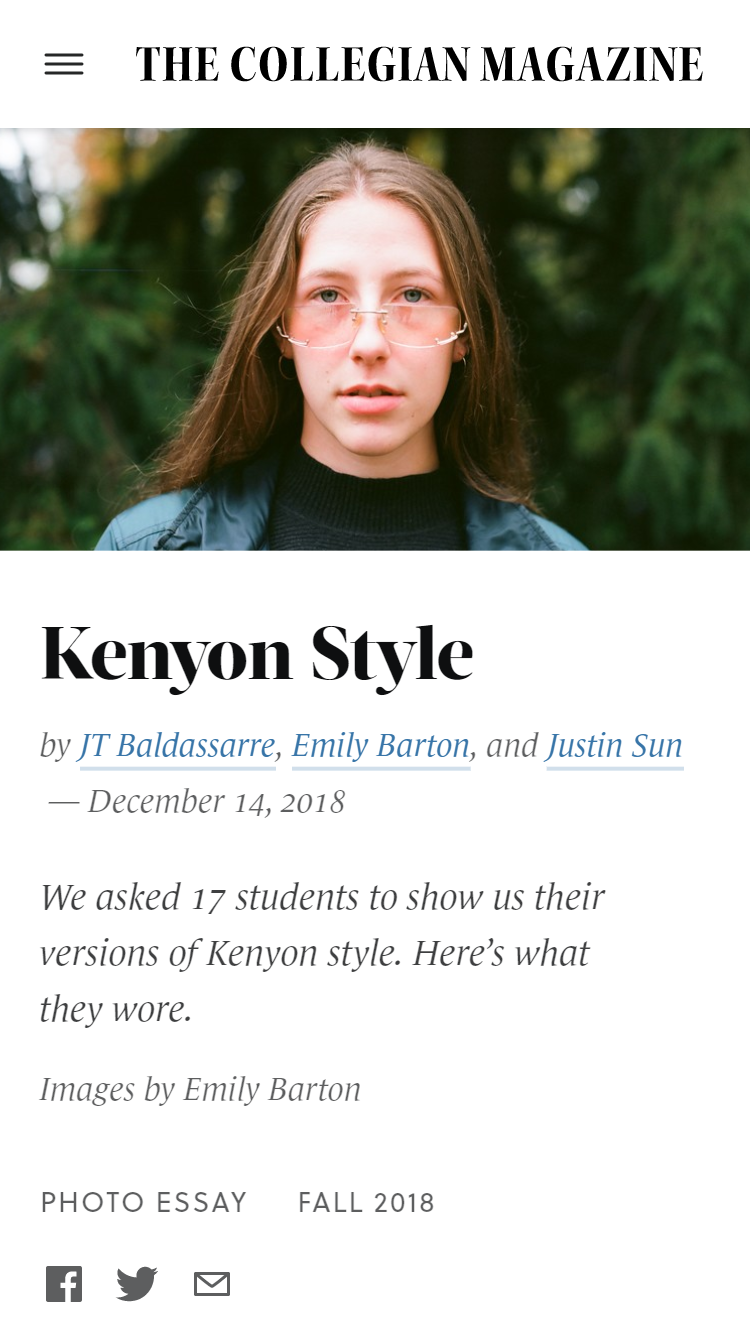 THE COLLEGIAN MAGAZINE
Kenyon Style
by JT Baldassarre, Emily Barton, and Justin Sun
— December 14, 2018
We asked 17 students to show us their
versions of Kenyon style. Here’s what
they wore.
Images by Emily Barton
PHOTO ESSAY FALL 2018